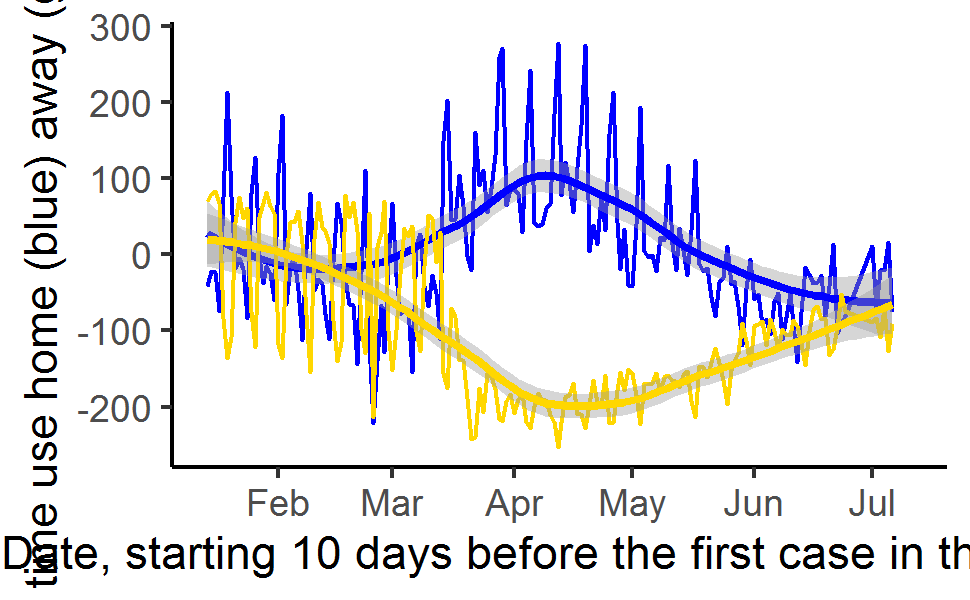 time use home (blue) away (
300
200
100
0
-100
-200
Feb Mar Apr May Jun Jul
Date, starting 10 days before the first case in th